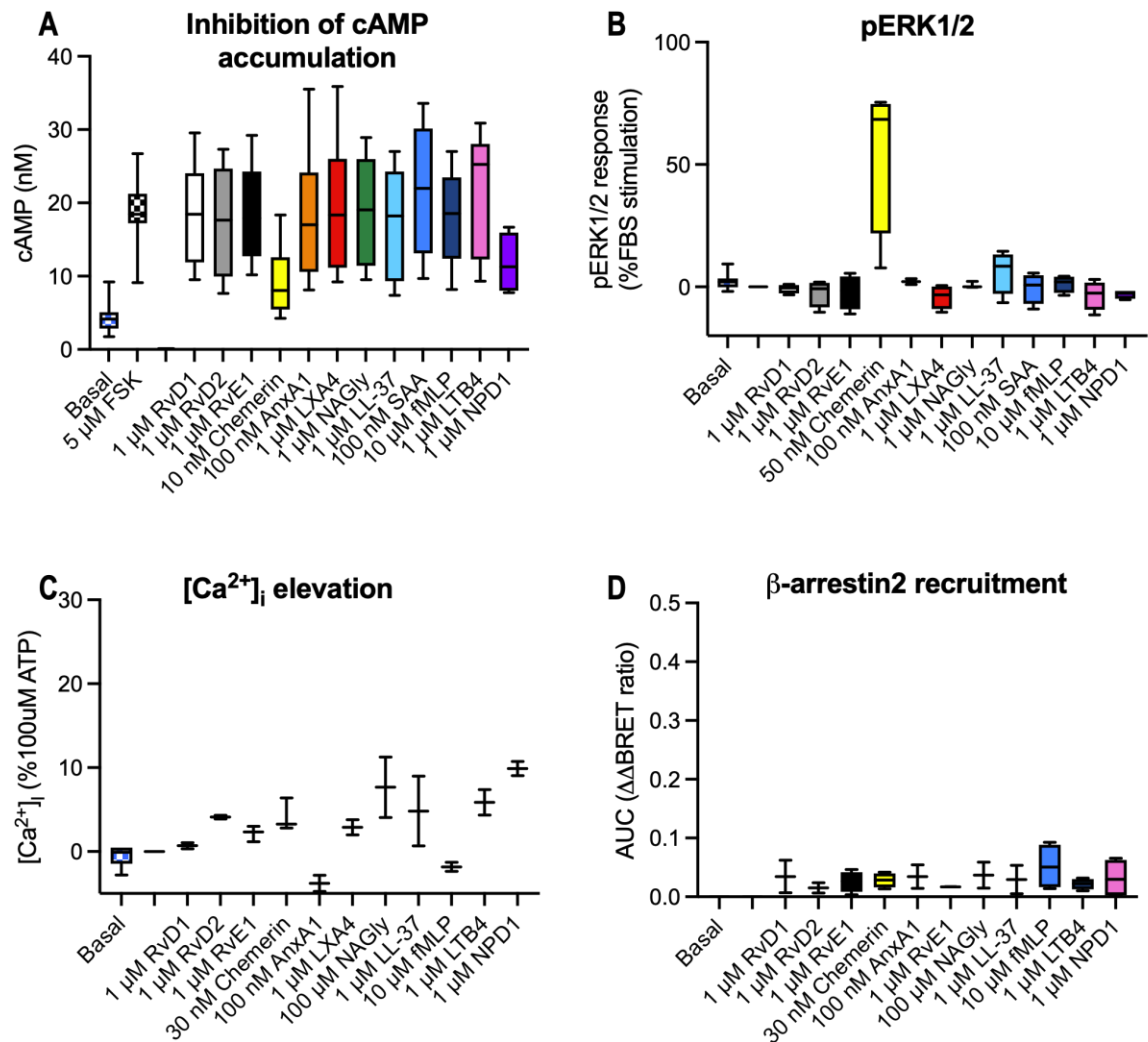 A
Inhibition of cAMP
accumulation
cAMP (nM)
40
30
20
10
0
Basal
5 µM FSK
1 µM RvD1
1 µM RvD2
1 µM RvE1
10 nM Chemerin
100 nM AnxA1
1 µM LXA4
1 µM NAGly
1 µM LL-37
100 nM SAA
10 µM fMLP
1 µM LTB4
1 µM NPD1
B
pERK1/2
pERK1/2 response
(%FBS stimulation)
100
50
0
Basal
1 µM RvD1
1 µM RvD2
1 µM RvE1
50 nM Chemerin
100 nM AnxA1
1 µM LXA4
1 µM NAGly
1 µM LL-37
100 nM SAA
10 µM fMLP
1 µM LTB4
1 µM NPD1
C
[Ca2+]i elevation
[Ca2+]i (%100uM ATP)
30
20
10
0
Basal
1 µM RvD1
1 µM RvD2
1 µM RvE1
30 nM Chemerin
100 nM AnxA1
1 µM LXA4
100 µM NAGly
1 µM LL-37
10 µM fMLP
1 µM LTB4
1 µM NPD1
D
β-arrestin2 recruitment
AUC (ΔΔBRET ratio)
0.5
0.4
0.3
0.2
0.1
0.0
Basal
1 µM RvD1
1 µM RvD2
1 µM RvE1
30 nM Chemerin
100 nM AnxA1
1 µM RvE1
100 µM NAGly
1 µM LL-37
10 µM fMLP
1 µM LTB4
1 µM NPD1